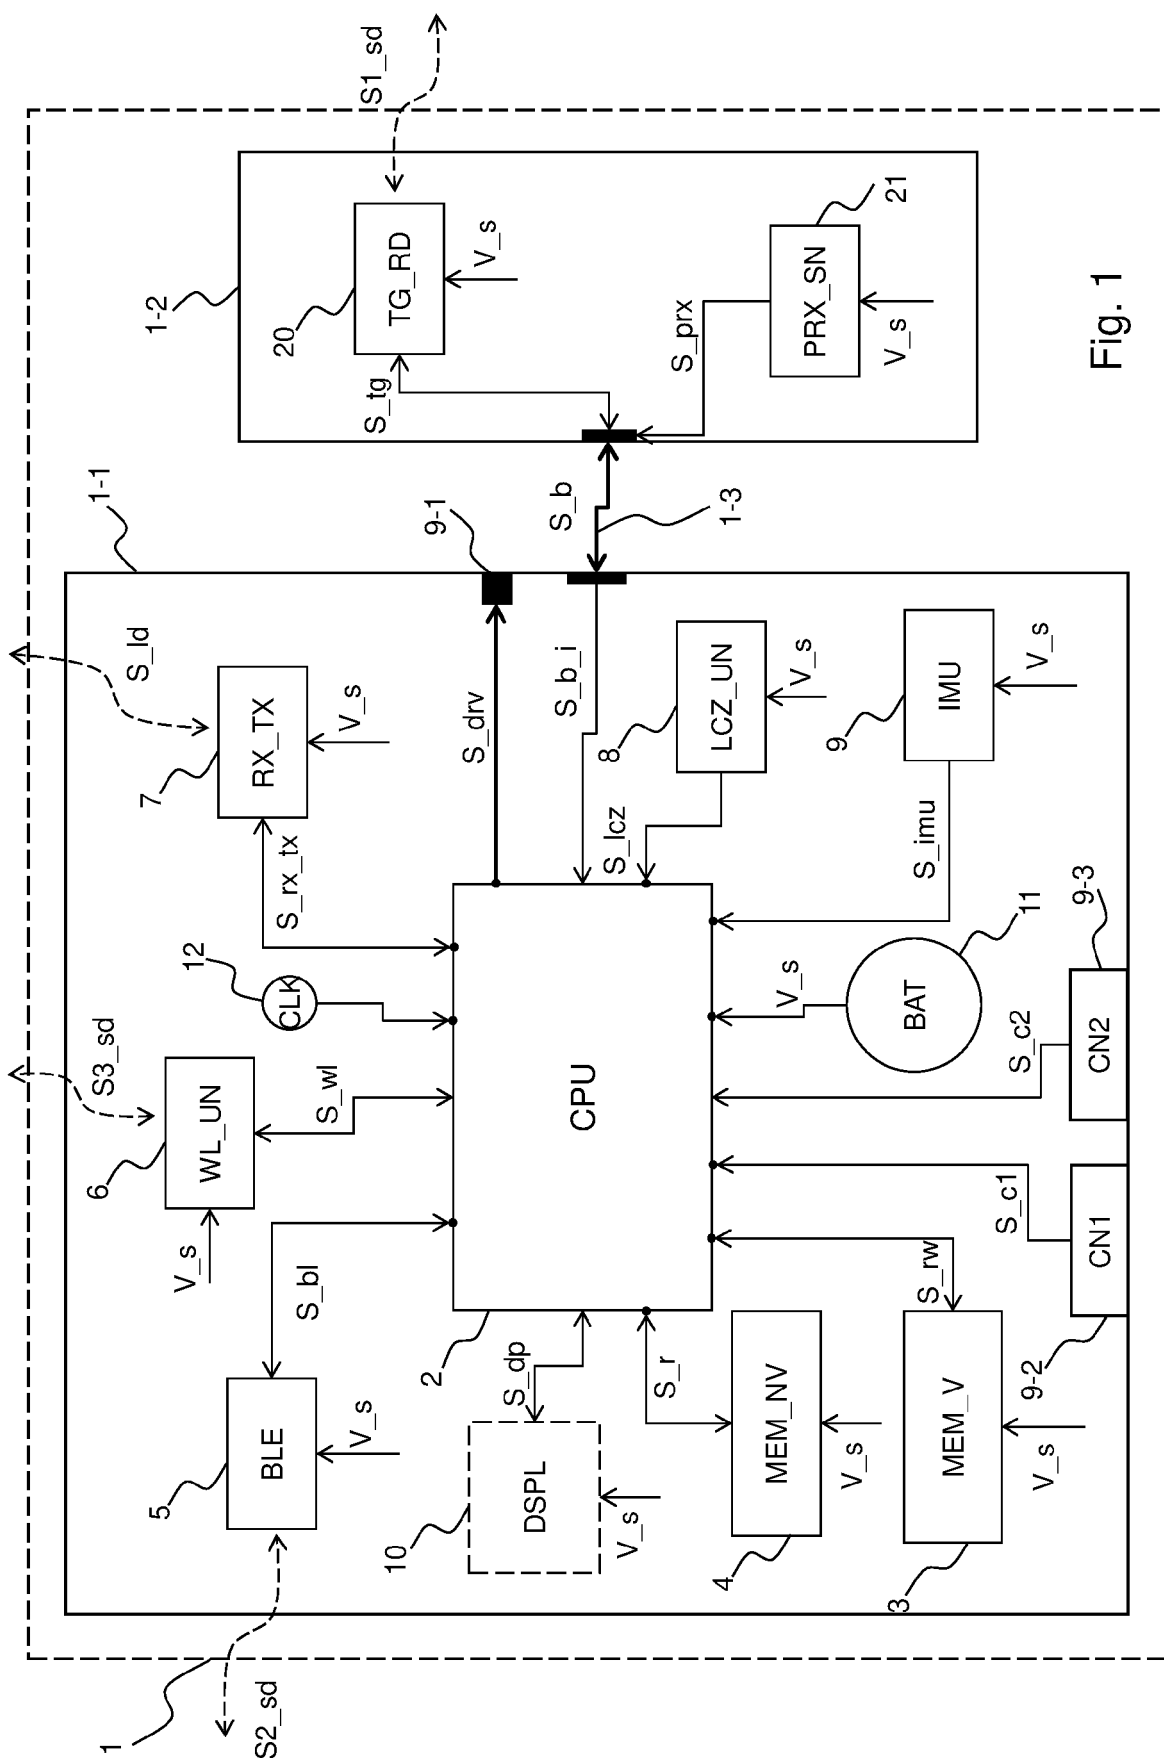 1
S2_sd
S3_sd
S_ld
S1_sd
1-1
1-2
5
BLE
V_s
S_bl
6
WL_UN
V_s
S_wl
12
CLK
7
RX_TX
V_s
S_rx_tx
20
TG_RD
V_s
S_tg
10
DSPL
V_s
S_dp
2
CPU
S_drv
9-1
S_b_i
S_b
1-3
S_prx
PRX_SN
21
V_s
4
MEM_NV
V_s
S_r
S_lcz
8
LCZ_UN
V_s
3
MEM_V
V_s
S_rw
S_c1
CN1
9-2
S_c2
CN2
9-3
V_s
BAT
11
S_imu
9
IMU
V_s
Fig. 1